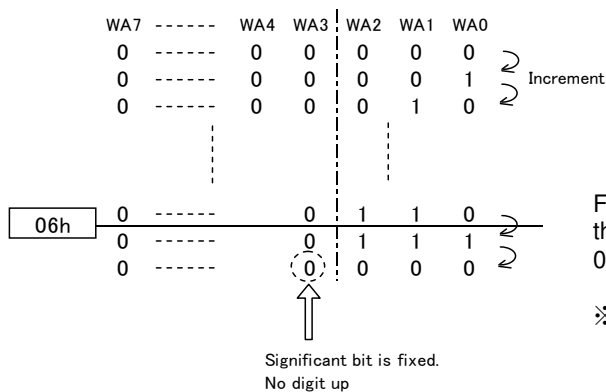 WA7 ------ WA4 WA3 WA2 WA1 WA0
0 ------ 0 0 0 0 0
0 ------ 0 0 0 0 1
Increment
0 ------ 0 0 0 1 0
0 ------ 0 1 1 0
06h
0 ------ 0 1 1 1
0 ------ 0 0 0 0
F
th
0
※
Significant bit is fixed.
No digit up